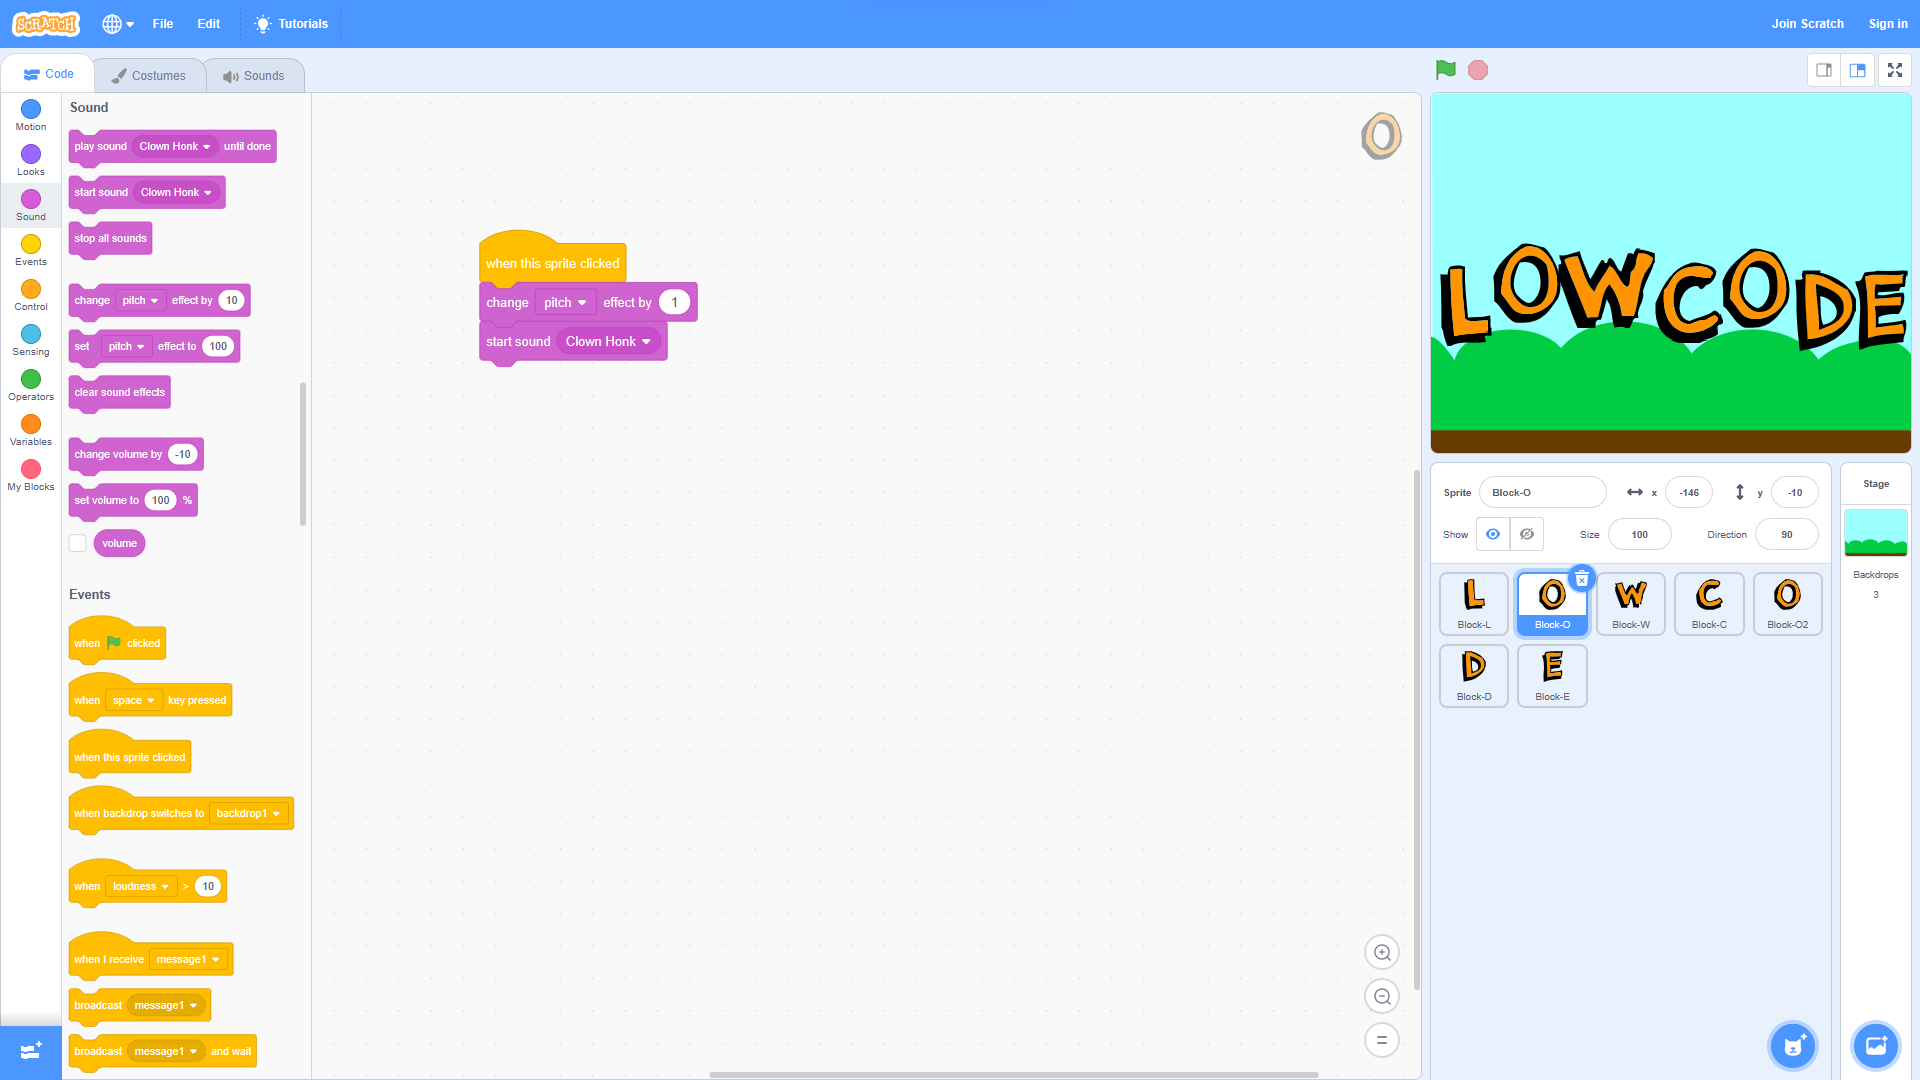 SCRATCH
File
Edit
Tutorials
Join Scratch
Sign in
Code
Costumes
Sounds
Motion
Looks
Sound
Events
Control
Sensing
Operators
Variables
My Blocks
Sound
play sound Clown Honk until done
start sound Clown Honk
stop all sounds
change pitch effect by 10
set pitch effect to 100
clear sound effects
change volume by -10
set volume to 100 %
volume
Events
when clicked
when space key pressed
when this sprite clicked
when backdrop switches to backdrop1
when loudness > 10
when I receive message1
broadcast message1
broadcast message1 and wait
when this sprite clicked
change pitch effect by 1
start sound Clown Honk
O
LOWCODE
Sprite Block-O x -146 y -10
Show Size 100 Direction 90
L O W C O
Block-L Block-O Block-W Block-C Block-O2
D E
Block-D Block-E
Stage
Backdrops
3